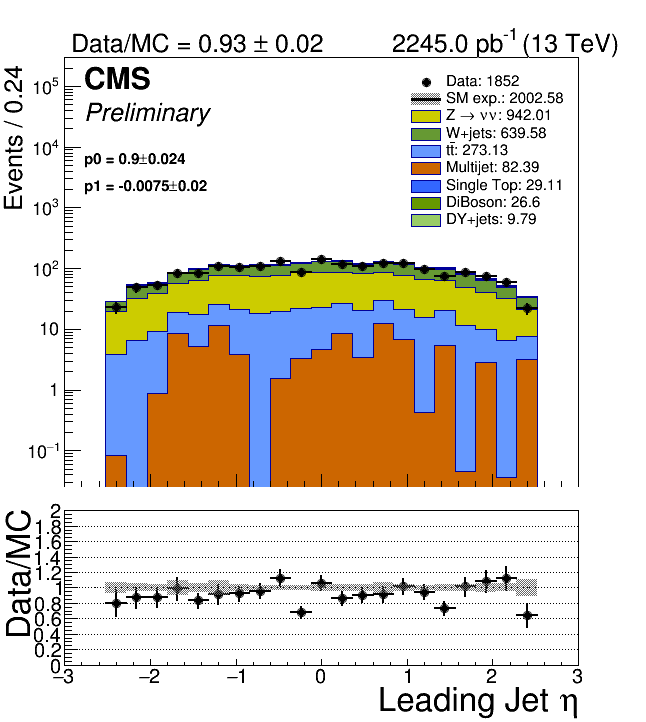 Data/MC = 0.93 ± 0.02 2245.0 pb⁻¹ (13 TeV)
CMS
Preliminary
p0 = 0.9±0.024
p1 = -0.0075±0.02
Data: 1852
SM exp.: 2002.58
Z → νν: 942.01
W+jets: 639.58
tt̄: 273.13
Multijet: 82.39
Single Top: 29.11
DiBoson: 26.6
DY+jets: 9.79
Events / 0.24
10⁵
10⁴
10³
10²
10
1
10⁻¹
Data/MC
2
1.8
1.6
1.4
1.2
1
0.8
0.6
0.4
0.2
0
−3 −2 −1 0 1 2 3
Leading Jet η